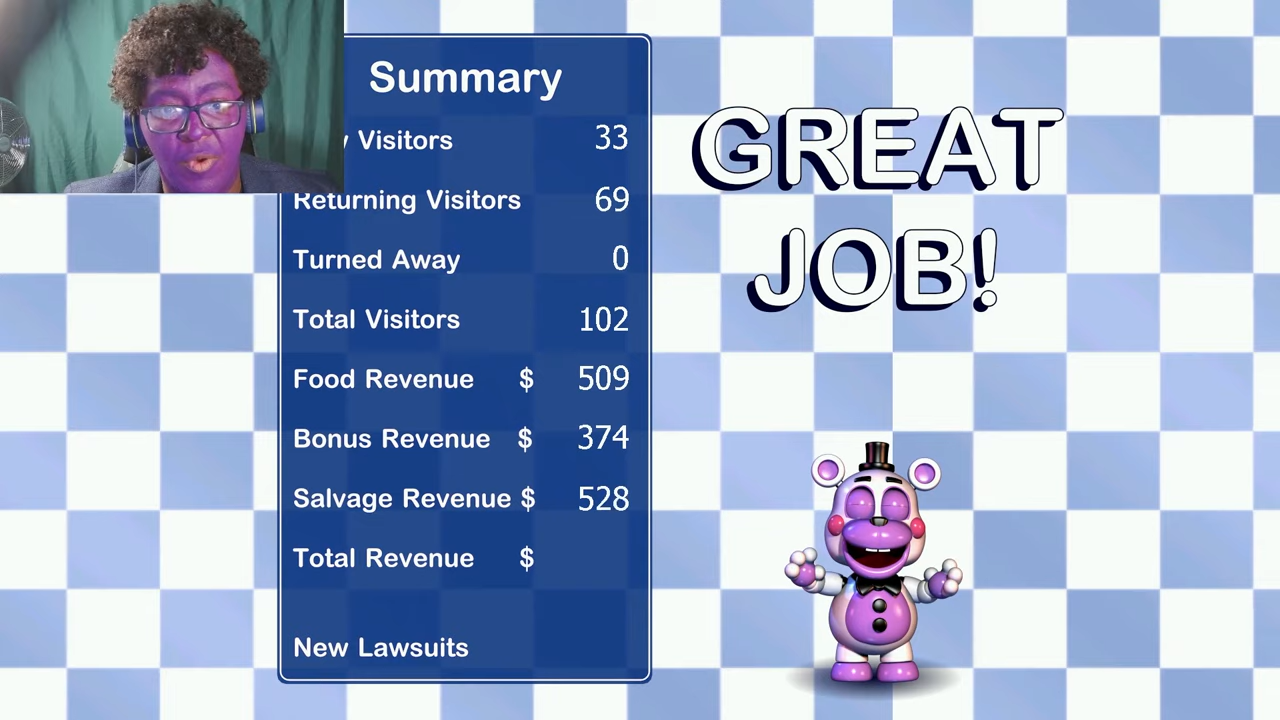 Summary
Visitors 33
Returning Visitors 69
Turned Away 0
Total Visitors 102
Food Revenue $ 509
Bonus Revenue $ 374
Salvage Revenue $ 528
Total Revenue $
New Lawsuits
GREAT
JOB!